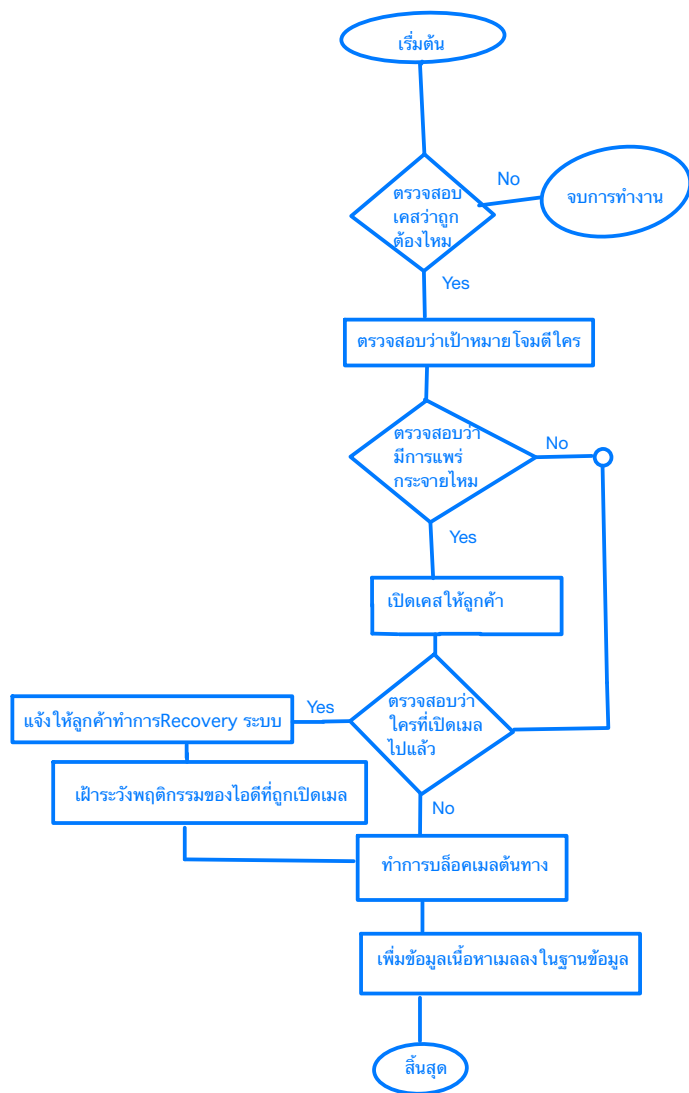 เริ่มต้น
ตรวจสอบ
เคสว่าถูก
ต้องไหม
No
จบการทำงาน
Yes
ตรวจสอบว่าเป้าหมายโจมตีใคร
ตรวจสอบว่า
มีการแพร่
กระจายไหม
No
Yes
เปิดเคสให้ลูกค้า
ตรวจสอบว่า
ใครที่เปิดเมล
ไปแล้ว
Yes
แจ้งให้ลูกค้าทำการRecovery ระบบ
เฝ้าระวังพฤติกรรมของไอดีที่ถูกเปิดเมล
No
ทำการบล็อคเมลต้นทาง
เพิ่มข้อมูลเนื้อหาเมลลงในฐานข้อมูล
สิ้นสุด